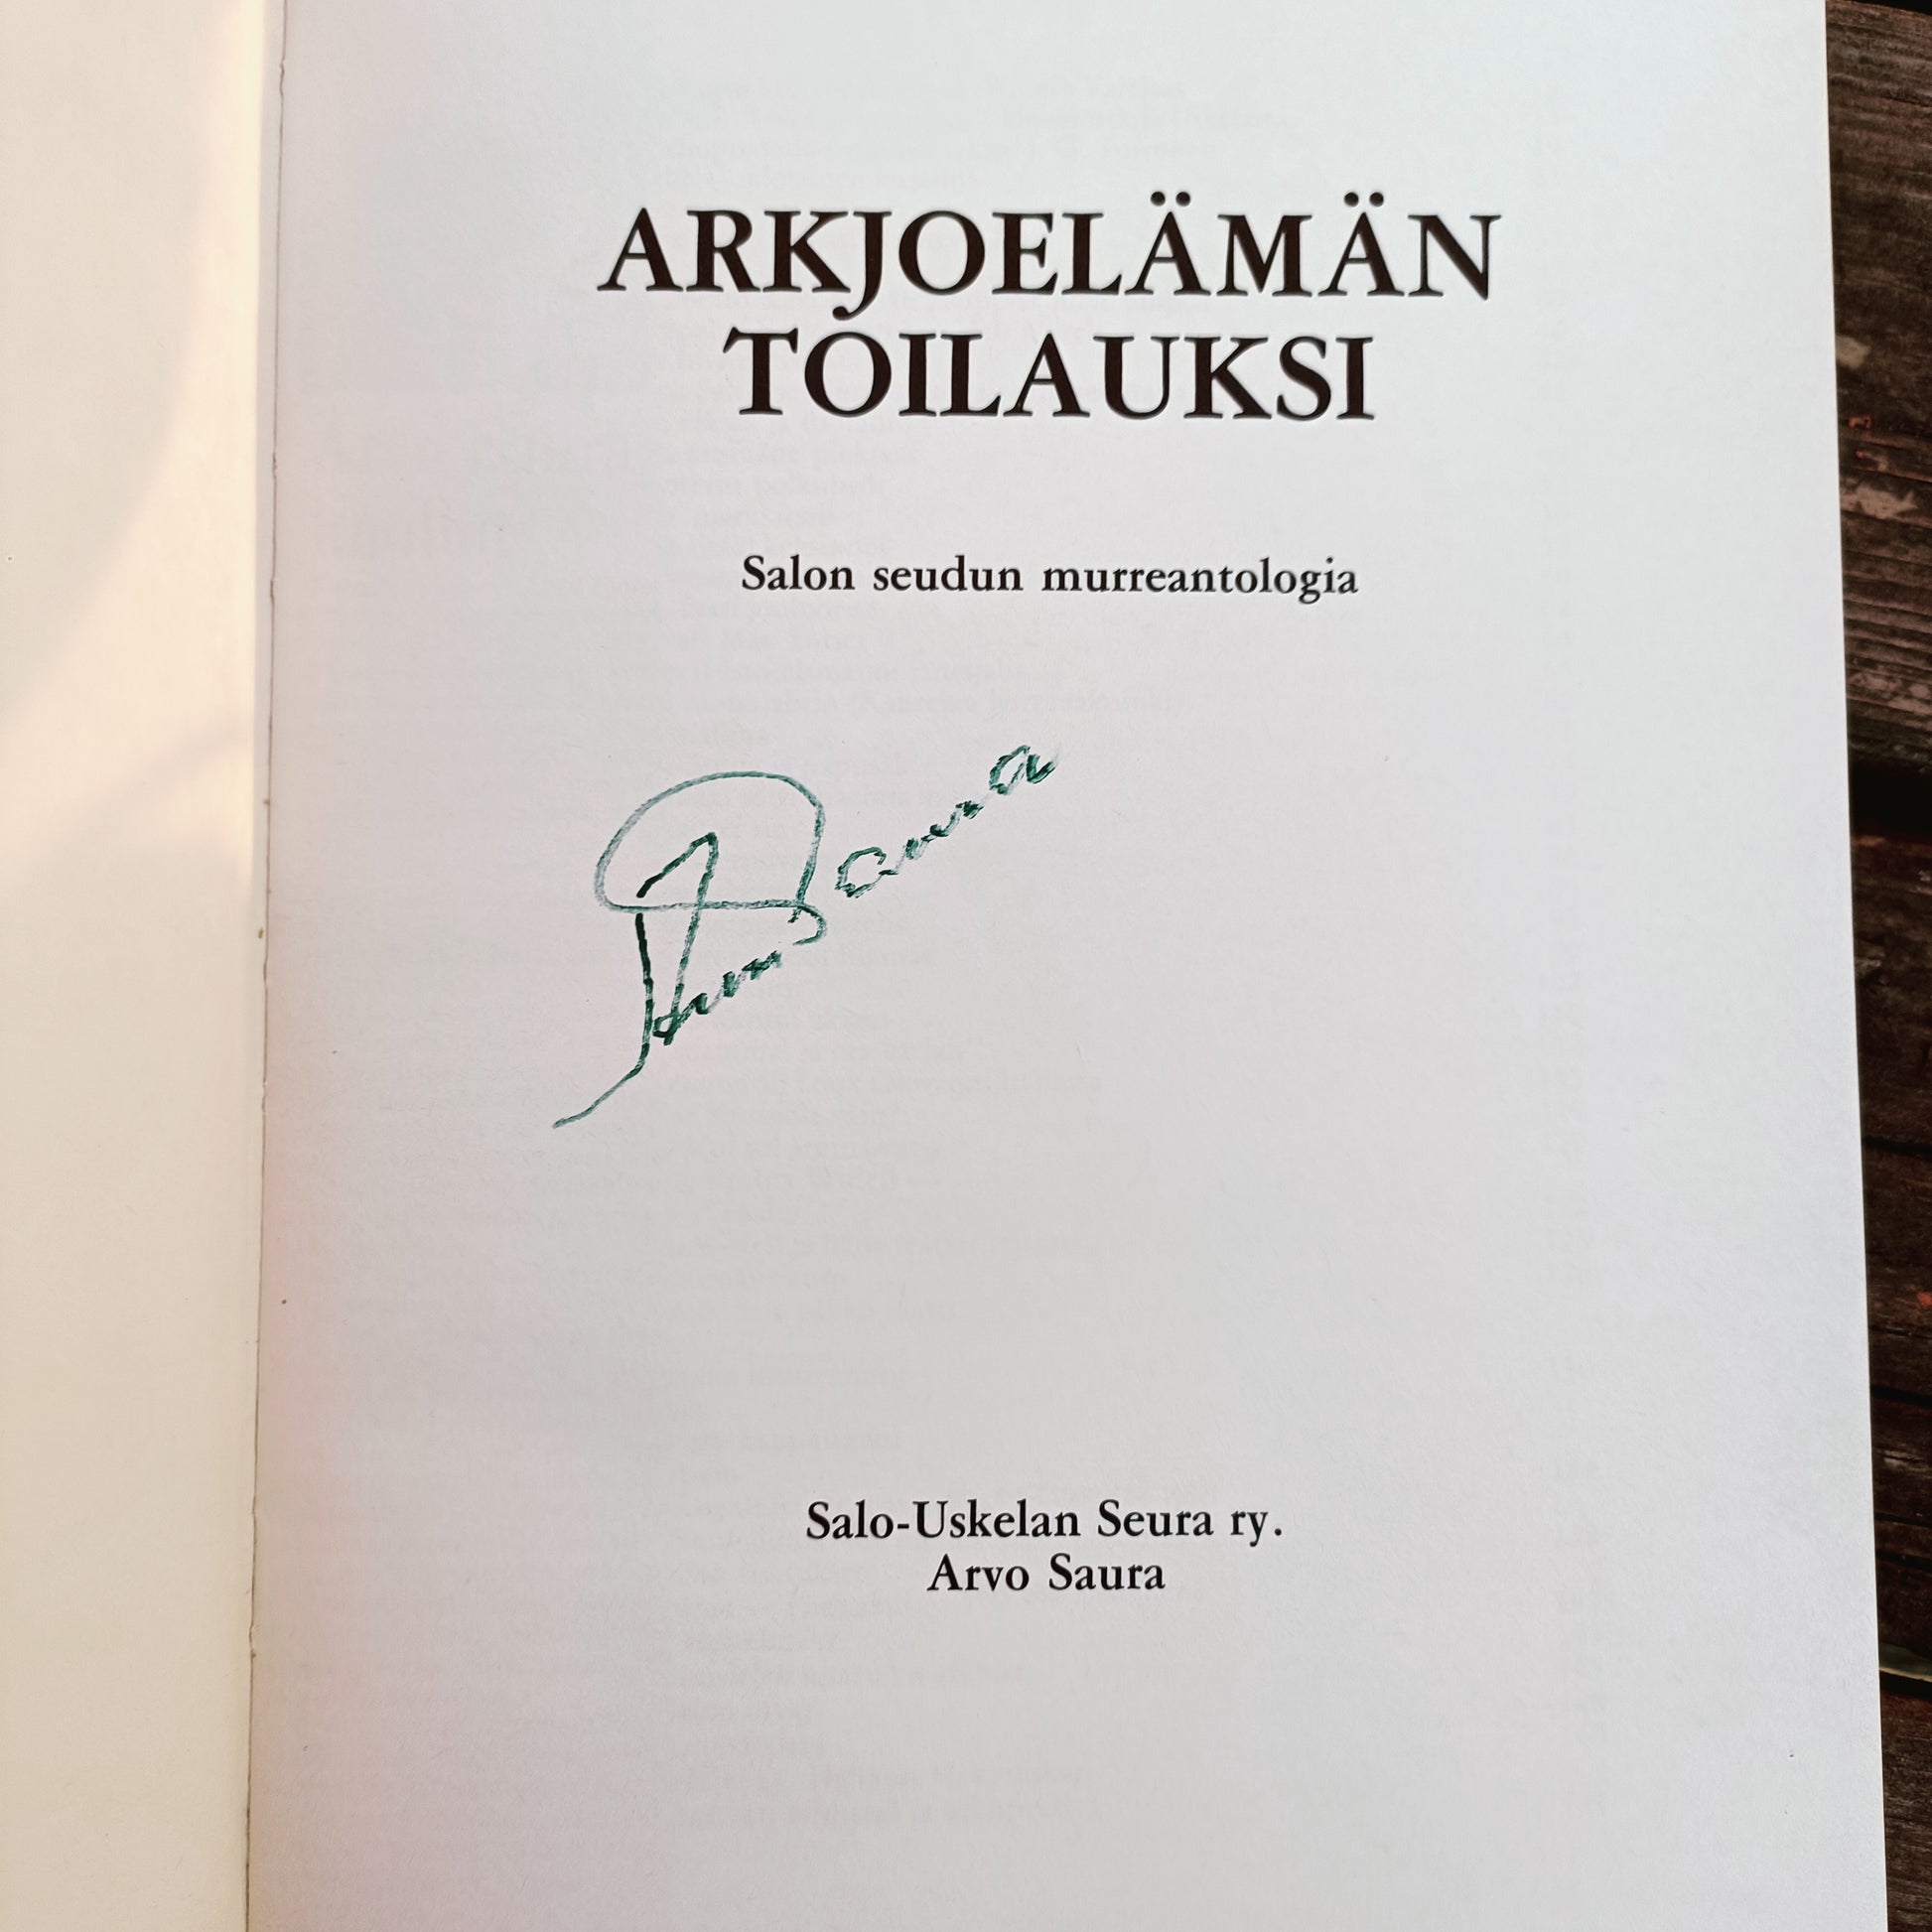 ARKJOELÄMÄN
TOILAUKSI
Salon seudun murreantologia
Salo-Uskelan Seura ry.
Arvo Saura